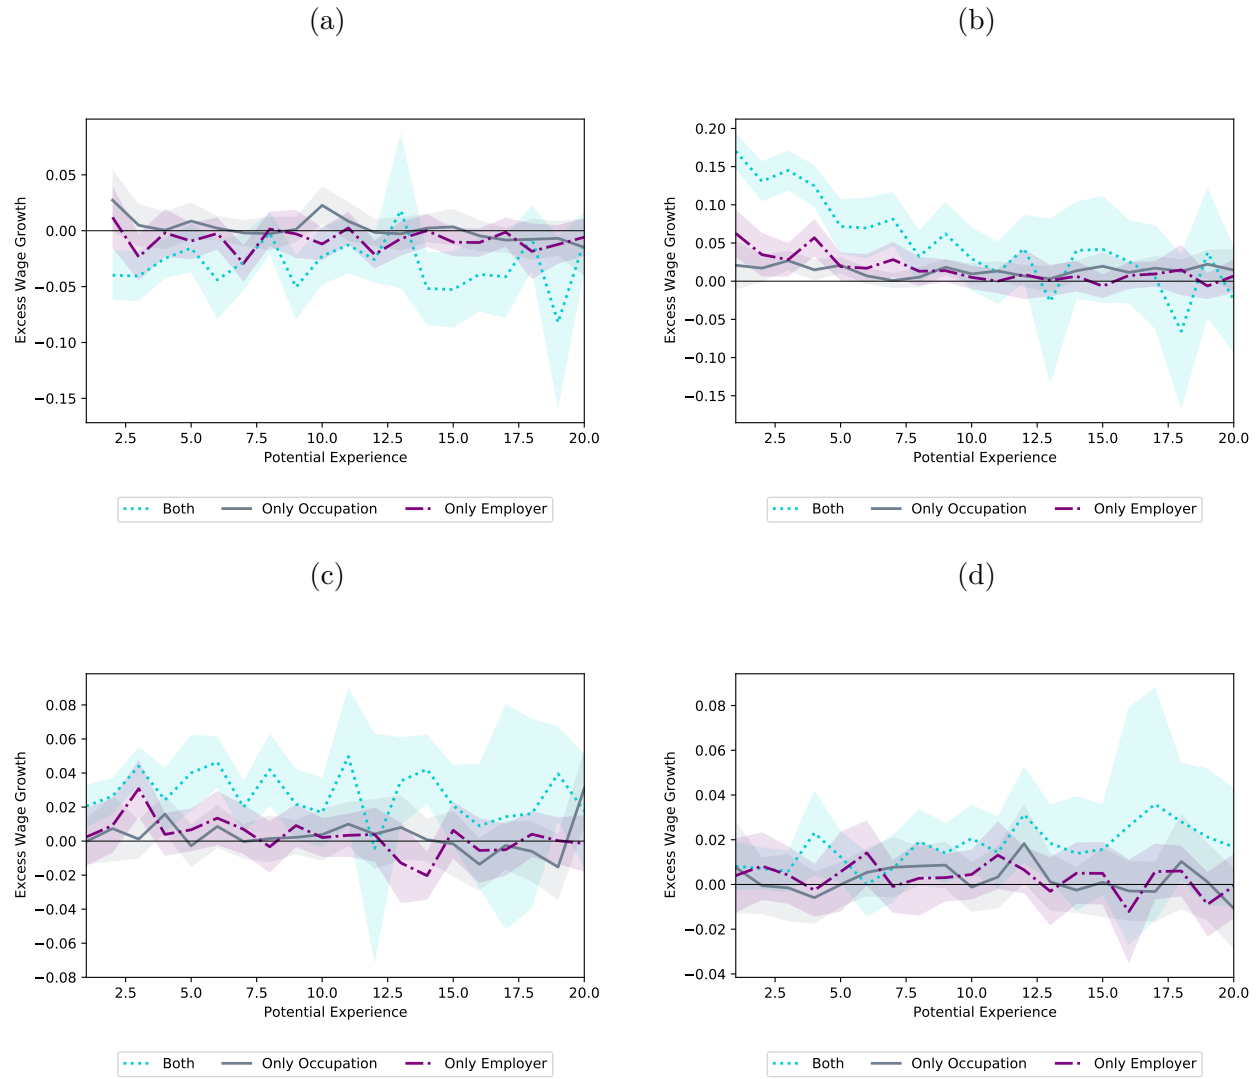 (a)
(b)
0.05
0.00
−0.05
−0.10
−0.15
Excess Wage Growth
2.5 5.0 7.5 10.0 12.5 15.0 17.5 20.0
Potential Experience
Both Only Occupation Only Employer
0.20
0.15
0.10
0.05
0.00
−0.05
−0.10
−0.15
Excess Wage Growth
2.5 5.0 7.5 10.0 12.5 15.0 17.5 20.0
Potential Experience
Both Only Occupation Only Employer
(c)
(d)
0.08
0.06
0.04
0.02
0.00
−0.02
−0.04
−0.06
−0.08
Excess Wage Growth
2.5 5.0 7.5 10.0 12.5 15.0 17.5 20.0
Potential Experience
Both Only Occupation Only Employer
0.08
0.06
0.04
0.02
0.00
−0.02
−0.04
Excess Wage Growth
2.5 5.0 7.5 10.0 12.5 15.0 17.5 20.0
Potential Experience
Both Only Occupation Only Employer